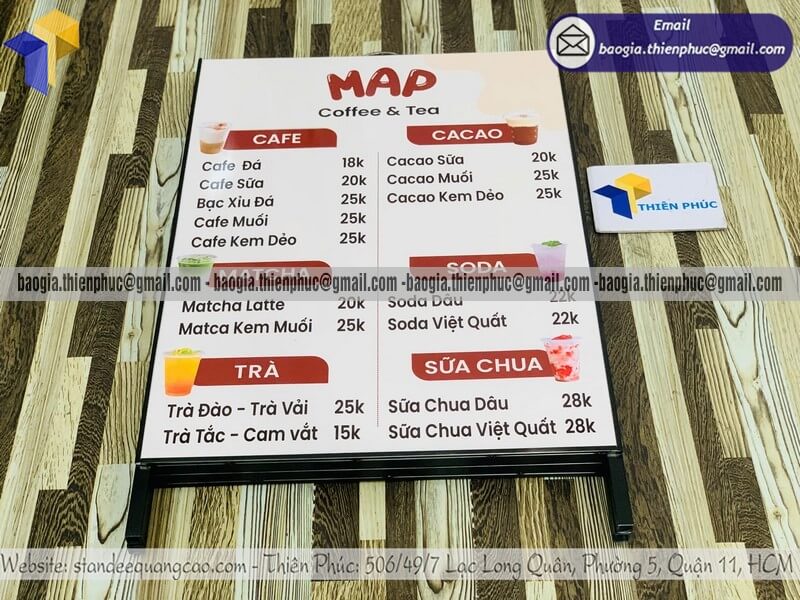 Email
baogia.thienphuc@gmail.com
MAP
Coffee & Tea
CAFE
Cafe Đá 18k
Cafe Sữa 20k
Bạc Xỉu Đá 25k
Cafe Muối 25k
Cafe Kem Dẻo 25k
CACAO
Cacao Sữa 20k
Cacao Muối 25k
Cacao Kem Dẻo 25k
THIÊN PHÚC
MATCHA
Matcha Latte 20k
Matca Kem Muối 25k
SODA
Soda Dâu 22k
Soda Việt Quất 22k
baogia.thienphuc@gmail.com - baogia.thienphuc@gmail.com - baogia.thienphuc@gmail.com -baogia.thienphuc@gmail.com
TRÀ
Trà Đào - Trà Vải 25k
Trà Tắc - Cam vắt 15k
SỮA CHUA
Sữa Chua Dâu 28k
Sữa Chua Việt Quất 28k
Website: standeequangcao.com - Thiên Phúc: 506/49/7 Lạc Long Quân, Phường 5, Quận 11, HCM